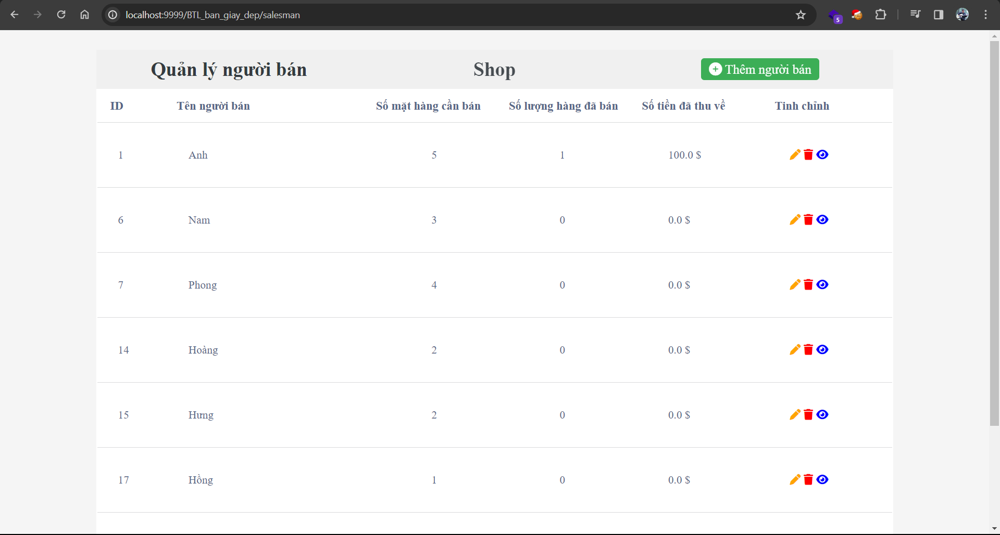 localhost:9999/BTL_ban_giay_dep/salesman
5
Quản lý người bán Shop Thêm người bán
ID Tên người bán Số mặt hàng cần bán Số lượng hàng đã bán Số tiền đã thu về Tinh chỉnh
1 Anh 5 1 100.0 $
6 Nam 3 0 0.0 $
7 Phong 4 0 0.0 $
14 Hoàng 2 0 0.0 $
15 Hưng 2 0 0.0 $
17 Hồng 1 0 0.0 $